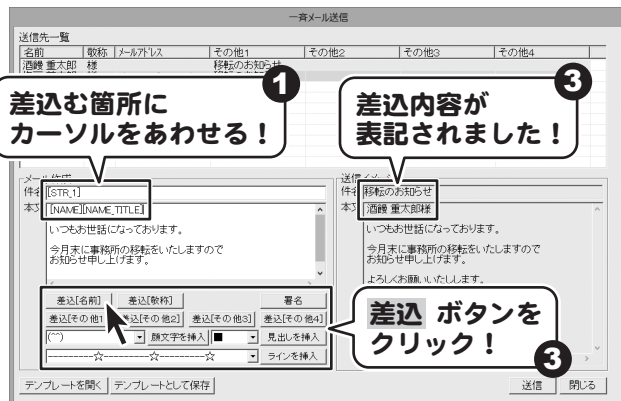 一斉メール送信
送信先一覧
名前 敬称 メールアドレス その他1 その他2 その他3 その他4
酒饅 重太郎 様 移転のお知らせ
❶
差込む箇所に
カーソルをあわせる！
❸
差込内容が
表記されました！
メール作成
件名 [STR_1]
本文 [NAME][NAME_TITLE]
いつもお世話になっております。
今月末に事務所の移転をいたしますので
お知らせ申し上げます。
差込[名前] 差込[敬称] 署名
差込[その他1] 差込[その他2] 差込[その他3] 差込[その他4]
(^^) 顔文字を挿入 ■ 見出しを挿入
---------☆---------☆---------☆ ラインを挿入
送信イメージ
件名 移転のお知らせ
本文 酒饅 重太郎様
いつもお世話になっております。
今月末に事務所の移転をいたしますので
お知らせ申し上げます。
よろしくお願いいたします。
差込 ボタンを
クリック！
❸
テンプレートを開く テンプレートとして保存 送信 閉じる